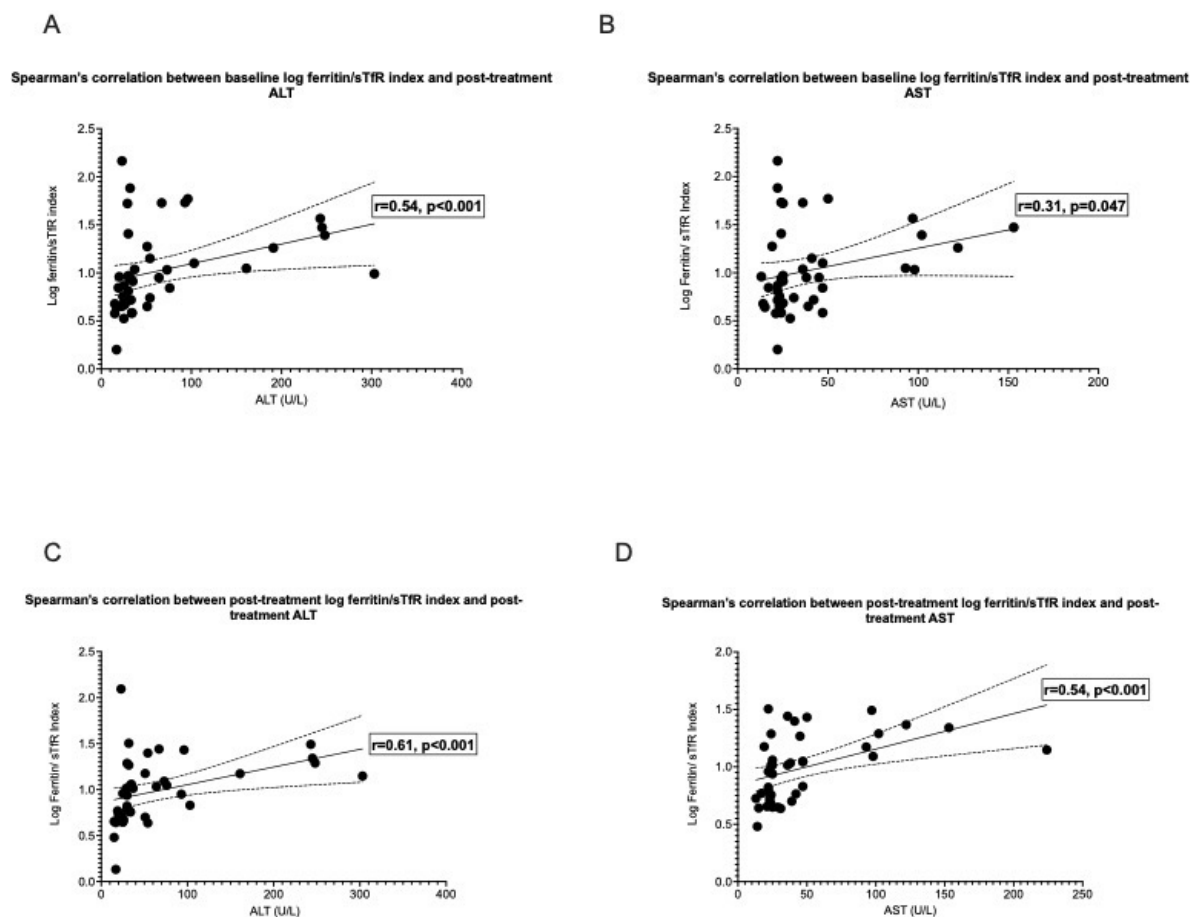 A
Spearman's correlation between baseline log ferritin/sTfR index and post-treatment
ALT
Log ferritin/sTfR Index
2.5
2.0
1.5
1.0
0.5
0.0
r=0.54, p<0.001
0 100 200 300 400
ALT (U/L)
B
Spearman's correlation between baseline log ferritin/sTfR index and post-treatment
AST
Log Ferritin/ sTfR Index
2.5
2.0
1.5
1.0
0.5
0.0
r=0.31, p=0.047
0 50 100 150 200
AST (U/L)
C
Spearman's correlation between post-treatment log ferritin/sTfR index and post-
treatment ALT
Log Ferritin/ sTfR Index
2.5
2.0
1.5
1.0
0.5
0.0
r=0.61, p<0.001
0 100 200 300 400
ALT (U/L)
D
Spearman's correlation between post-treatment log ferritin/sTfR index and post-
treatment AST
Log Ferritin/ sTfR Index
2.0
1.5
1.0
0.5
0.0
r=0.54, p<0.001
0 50 100 150 200 250
AST (U/L)